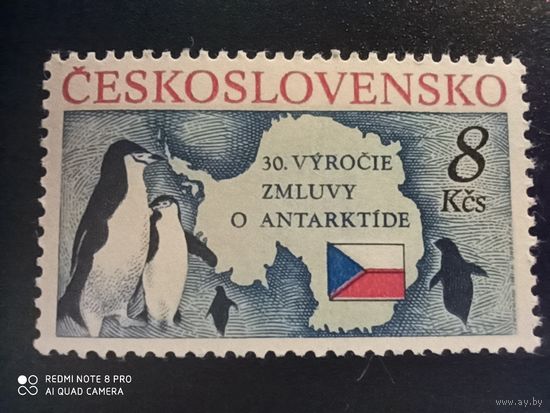 ČESKOSLOVENSKO
30. VÝROČIE
ZMLUVY
O ANTARKTÍDE
8
Kčs
REDMI NOTE 8 PRO
AI QUAD CAMERA
www.ay.by